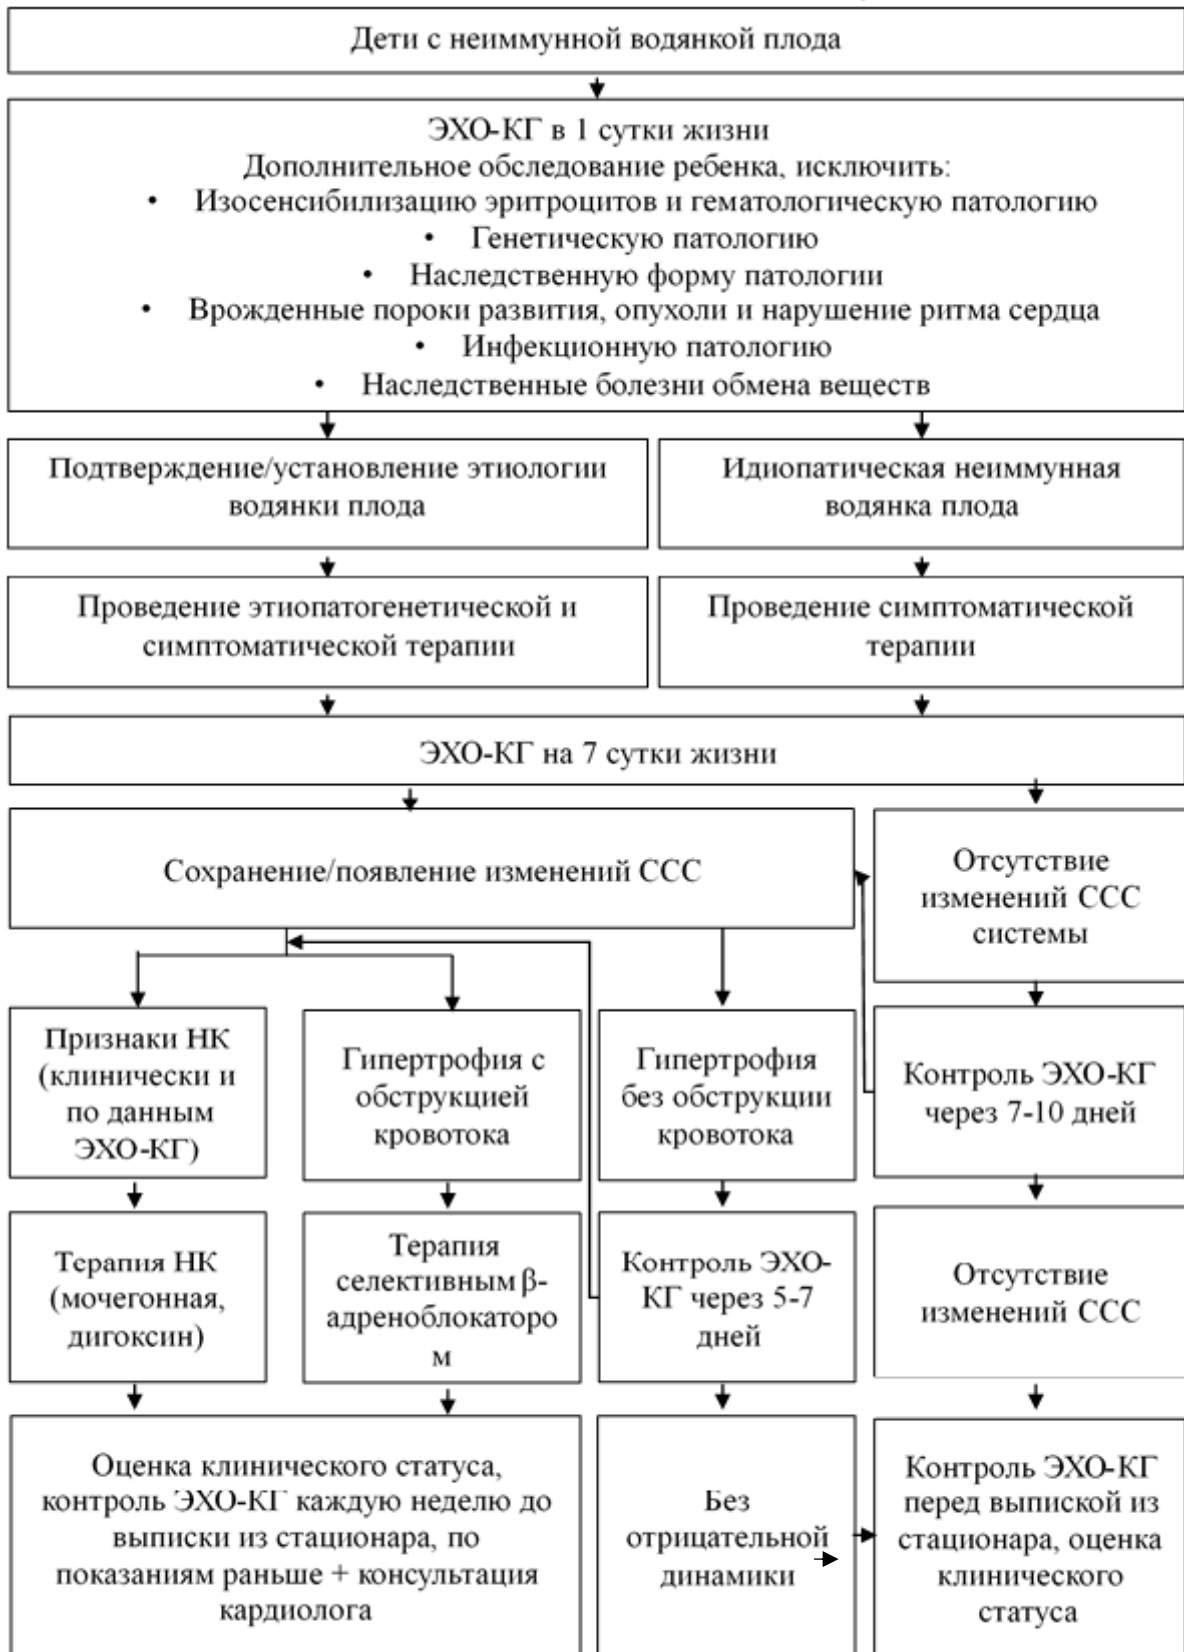 Дети с неиммунной водянкой плода
ЭХО-КГ в 1 сутки жизни
Дополнительное обследование ребенка, исключить:
• Изосенсибилизацию эритроцитов и гематологическую патологию
• Генетическую патологию
• Наследственную форму патологии
• Врожденные пороки развития, опухоли и нарушение ритма сердца
• Инфекционную патологию
• Наследственные болезни обмена веществ
Подтверждение/установление этиологии
водянки плода
Идиопатическая неиммунная
водянка плода
Проведение этиопатогенетической и
симптоматической терапии
Проведение симптоматической
терапии
ЭХО-КГ на 7 сутки жизни
Сохранение/появление изменений ССС
Отсутствие
изменений ССС
системы
Признаки НК
(клинически и
по данным
ЭХО-КГ)
Гипертрофия с
обструкцией
кровотока
Гипертрофия
без обструкции
кровотока
Контроль ЭХО-КГ
через 7-10 дней
Терапия НК
(мочегонная,
дигоксин)
Терапия
селективным β-
адреноблокаторо
м
Контроль ЭХО-
КГ через 5-7
дней
Отсутствие
изменений ССС
Оценка клинического статуса,
контроль ЭХО-КГ каждую неделю до
выписки из стационара, по
показаниям раньше + консультация
кардиолога
Без
отрицательной
динамики
Контроль ЭХО-КГ
перед выпиской из
стационара, оценка
клинического
статуса